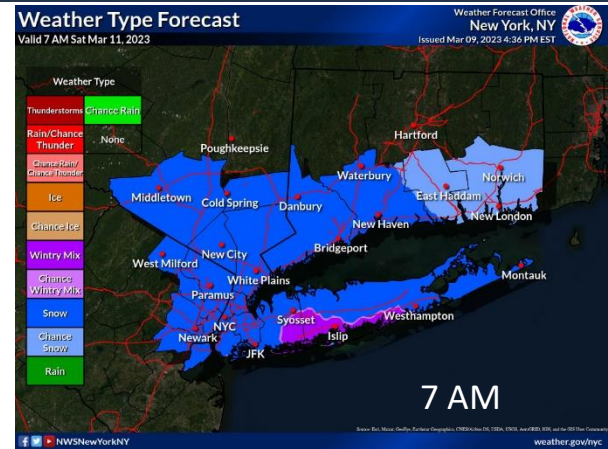 Weather Type Forecast
Valid 7 AM Sat Mar 11, 2023
Weather Forecast Office
New York, NY
Issued Mar 09, 2023 4:36 PM EST
Weather Type
Thunderstorms
Chance Rain
Rain/Chance
Thunder
None
Chance Rain/
Chance Thunder
Ice
Chance Ice
Wintry Mix
Chance
Wintry Mix
Snow
Chance
Snow
Rain
Poughkeepsie
Hartford
Waterbury
Norwich
Middletown
Cold Spring
Danbury
East Haddam
New London
New Haven
West Milford
New City
Bridgeport
White Plains
Montauk
Paramus
NYC
Syosset
Westhampton
Newark
JFK
Islip
7 AM
NWSNewYorkNY
weather.gov/nyc